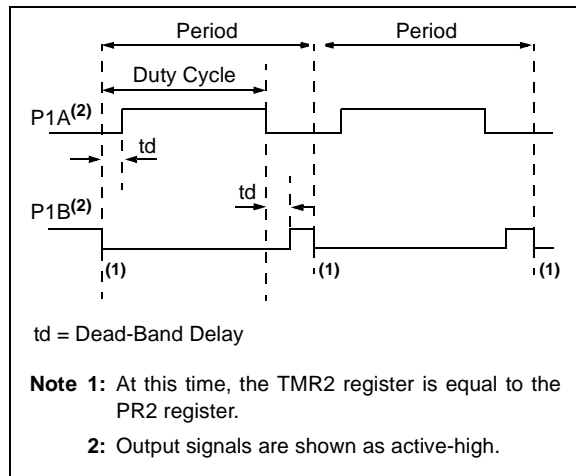 Period Period
Duty Cycle
P1A(2)
td
td
P1B(2)
(1) (1) (1)
td = Dead-Band Delay
Note 1: At this time, the TMR2 register is equal to the
PR2 register.
2: Output signals are shown as active-high.